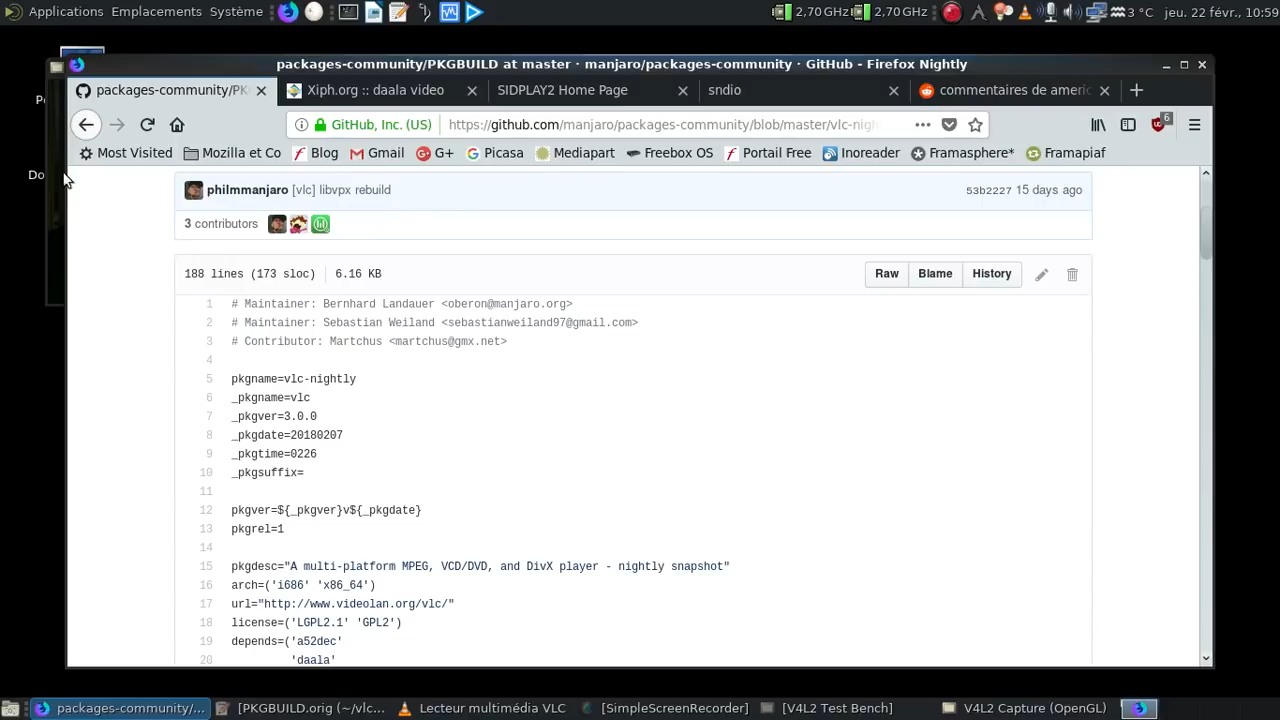 Applications Emplacements Système 2,70 GHz 2,70 GHz 3 °C jeu. 22 févr., 10:59
packages-community/PKGBUILD at master · manjaro/packages-community · GitHub - Firefox Nightly
packages-community/PK Xiph.org :: daala video SIDPLAY2 Home Page sndio commentaires de americ
GitHub, Inc. (US) https://github.com/manjaro/packages-community/blob/master/vlc-nigh 6
Most Visited Mozilla et Co Blog Gmail G+ Picasa Mediapart Freebox OS Portail Free Inoreader Framasphere* Framapiaf
Do
philmmanjaro [vlc] libvpx rebuild 53b2227 15 days ago
3 contributors
188 lines (173 sloc) 6.16 KB Raw Blame History
1 # Maintainer: Bernhard Landauer <oberon@manjaro.org>
2 # Maintainer: Sebastian Weiland <sebastianweiland97@gmail.com>
3 # Contributor: Martchus <martchus@gmx.net>
4
5 pkgname=vlc-nightly
6 _pkgname=vlc
7 _pkgver=3.0.0
8 _pkgdate=20180207
9 _pkgtime=0226
10 _pkgsuffix=
11
12 pkgver=${_pkgver}v${_pkgdate}
13 pkgrel=1
14
15 pkgdesc="A multi-platform MPEG, VCD/DVD, and DivX player - nightly snapshot"
16 arch=('i686' 'x86_64')
17 url="http://www.videolan.org/vlc/"
18 license=('LGPL2.1' 'GPL2')
19 depends=('a52dec'
20 'daala'
packages-community/... [PKGBUILD.orig (~/vlc... Lecteur multimédia VLC [SimpleScreenRecorder] [V4L2 Test Bench] V4L2 Capture (OpenGL)